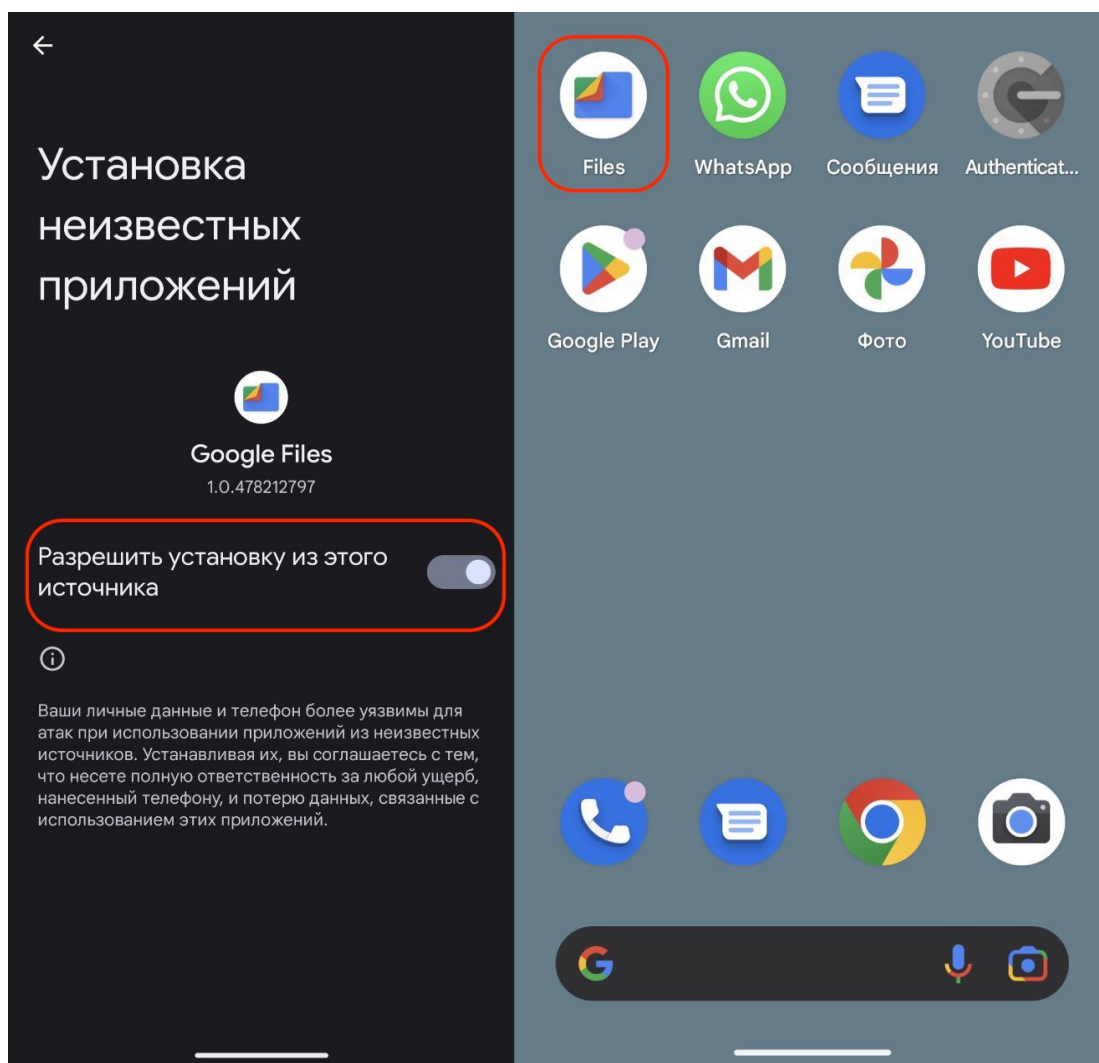 Установка
неизвестных
приложений
Google Files
1.0.478212797
Разрешить установку из этого
источника
Ваши личные данные и телефон более уязвимы для
атак при использовании приложений из неизвестных
источников. Устанавливая их, вы соглашаетесь с тем,
что несете полную ответственность за любой ущерб,
нанесенный телефону, и потерю данных, связанные с
использованием этих приложений.
Files
WhatsApp
Сообщения
Authenticat...
Google Play
Gmail
Фото
YouTube